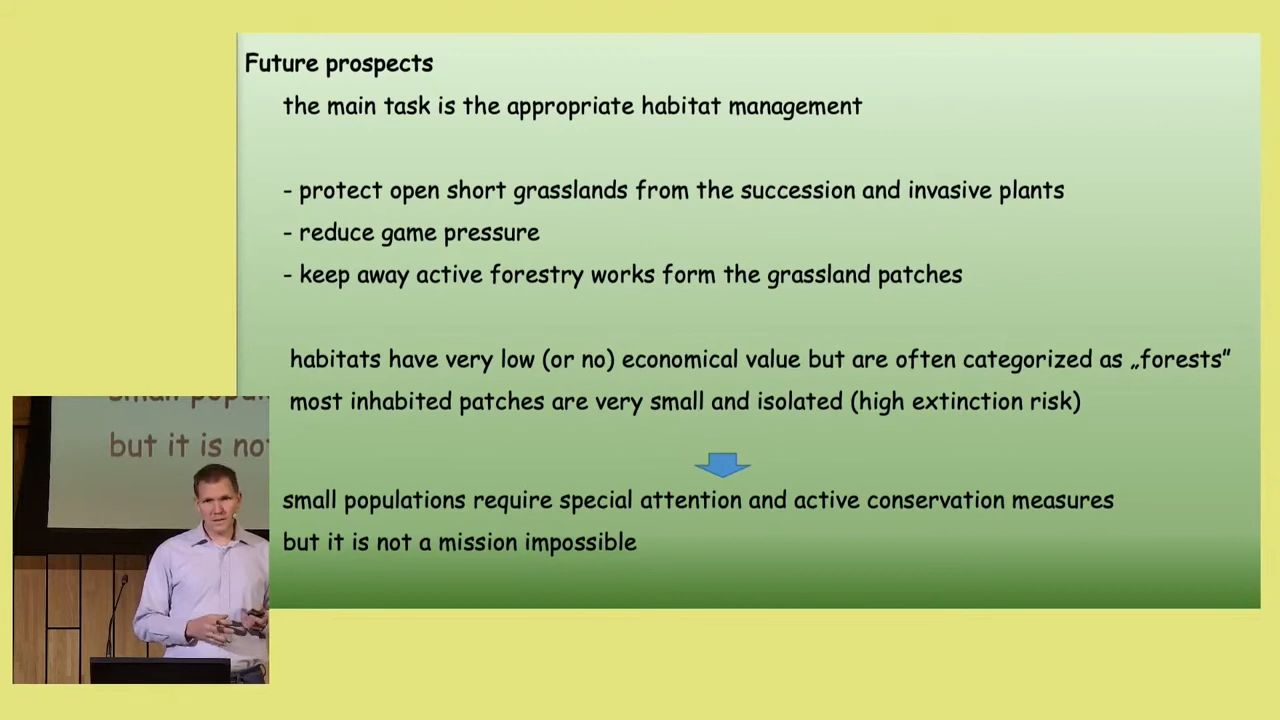 Future prospects
the main task is the appropriate habitat management
- protect open short grasslands from the succession and invasive plants
- reduce game pressure
- keep away active forestry works form the grassland patches
habitats have very low (or no) economical value but are often categorized as „forests”
most inhabited patches are very small and isolated (high extinction risk)
small populations require special attention and active conservation measures
but it is not a mission impossible
small popul
but it is not